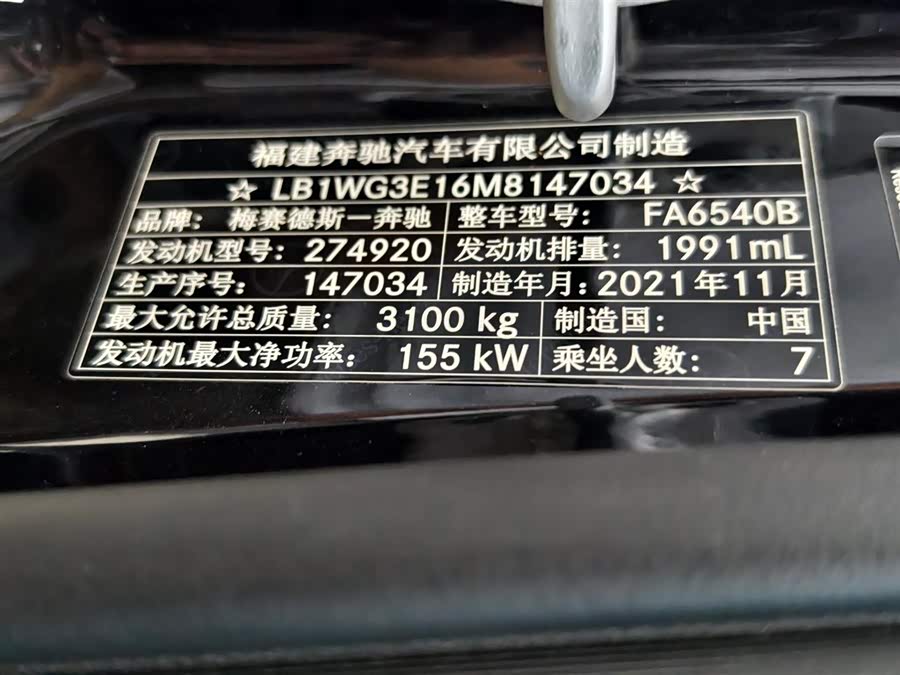 福建奔驰汽车有限公司制造
☆ LB1WG3E16M8147034 ☆
品牌：梅赛德斯－奔驰 整车型号：FA6540B
发动机型号：274920 发动机排量：1991mL
生产序号：147034 制造年月：2021年11月
最大允许总质量：3100 kg 制造国：中国
发动机最大净功率：155 kW 乘坐人数：7